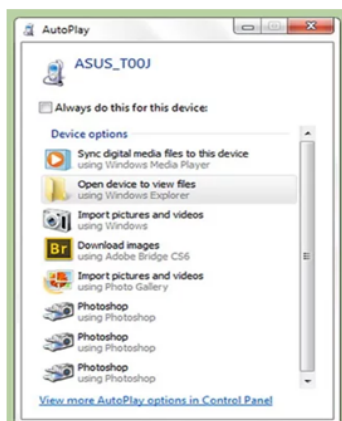 AutoPlay
ASUS_T00J
Always do this for this device:
Device options
Sync digital media files to this device
using Windows Media Player
Open device to view files
using Windows Explorer
Import pictures and videos
using Windows
Br
Download images
using Adobe Bridge CS6
Import pictures and videos
using Photo Gallery
Photoshop
using Photoshop
Photoshop
using Photoshop
Photoshop
using Photoshop
View more AutoPlay options in Control Panel